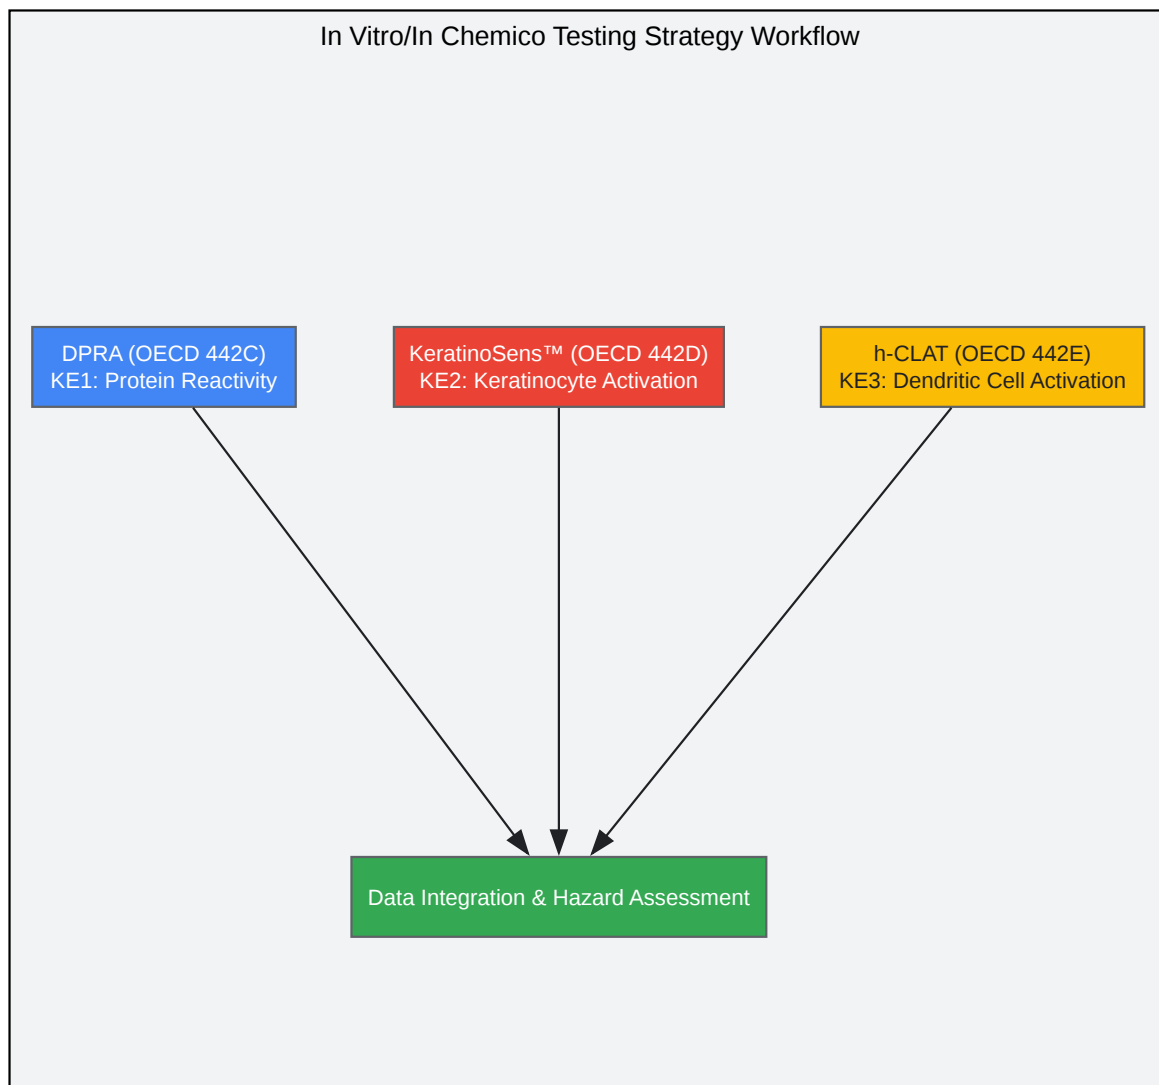 In Vitro/In Chemico Testing Strategy Workflow
DPRA (OECD 442C)
KE1: Protein Reactivity
KeratinoSens™ (OECD 442D)
KE2: Keratinocyte Activation
h-CLAT (OECD 442E)
KE3: Dendritic Cell Activation
Data Integration & Hazard Assessment